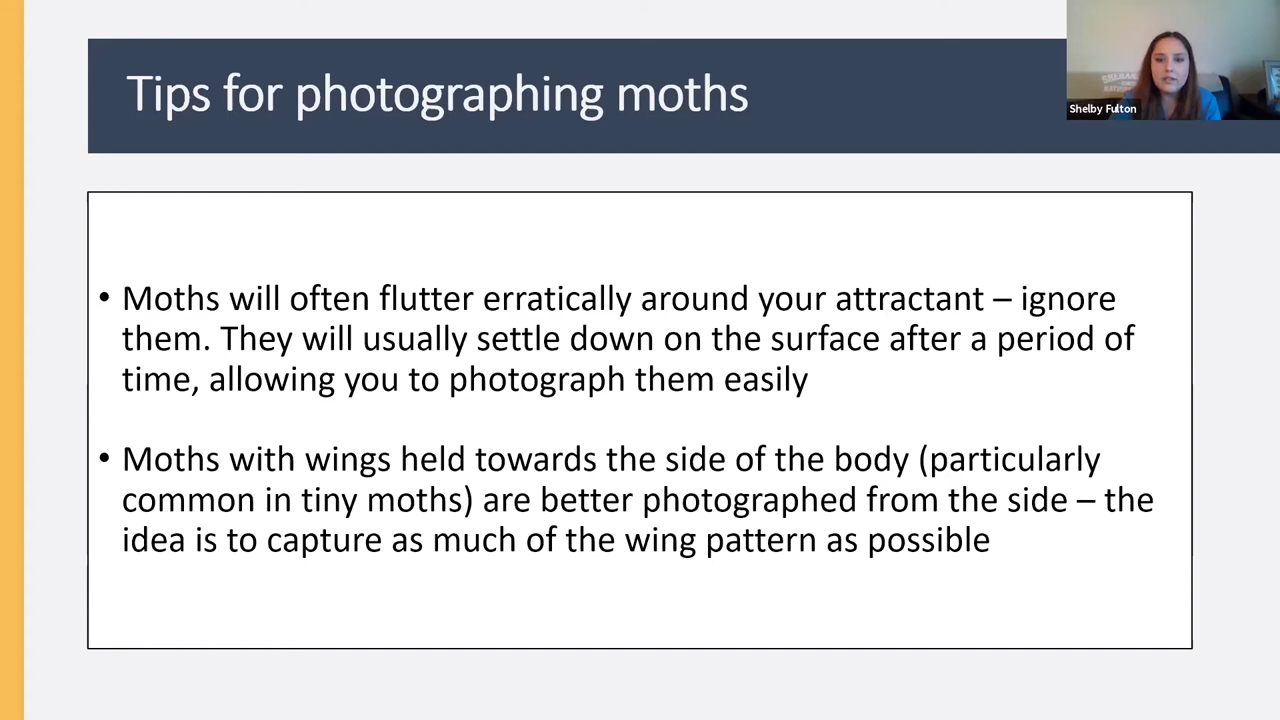 Tips for photographing moths
Shelby Fulton
• Moths will often flutter erratically around your attractant – ignore
them. They will usually settle down on the surface after a period of
time, allowing you to photograph them easily
• Moths with wings held towards the side of the body (particularly
common in tiny moths) are better photographed from the side – the
idea is to capture as much of the wing pattern as possible